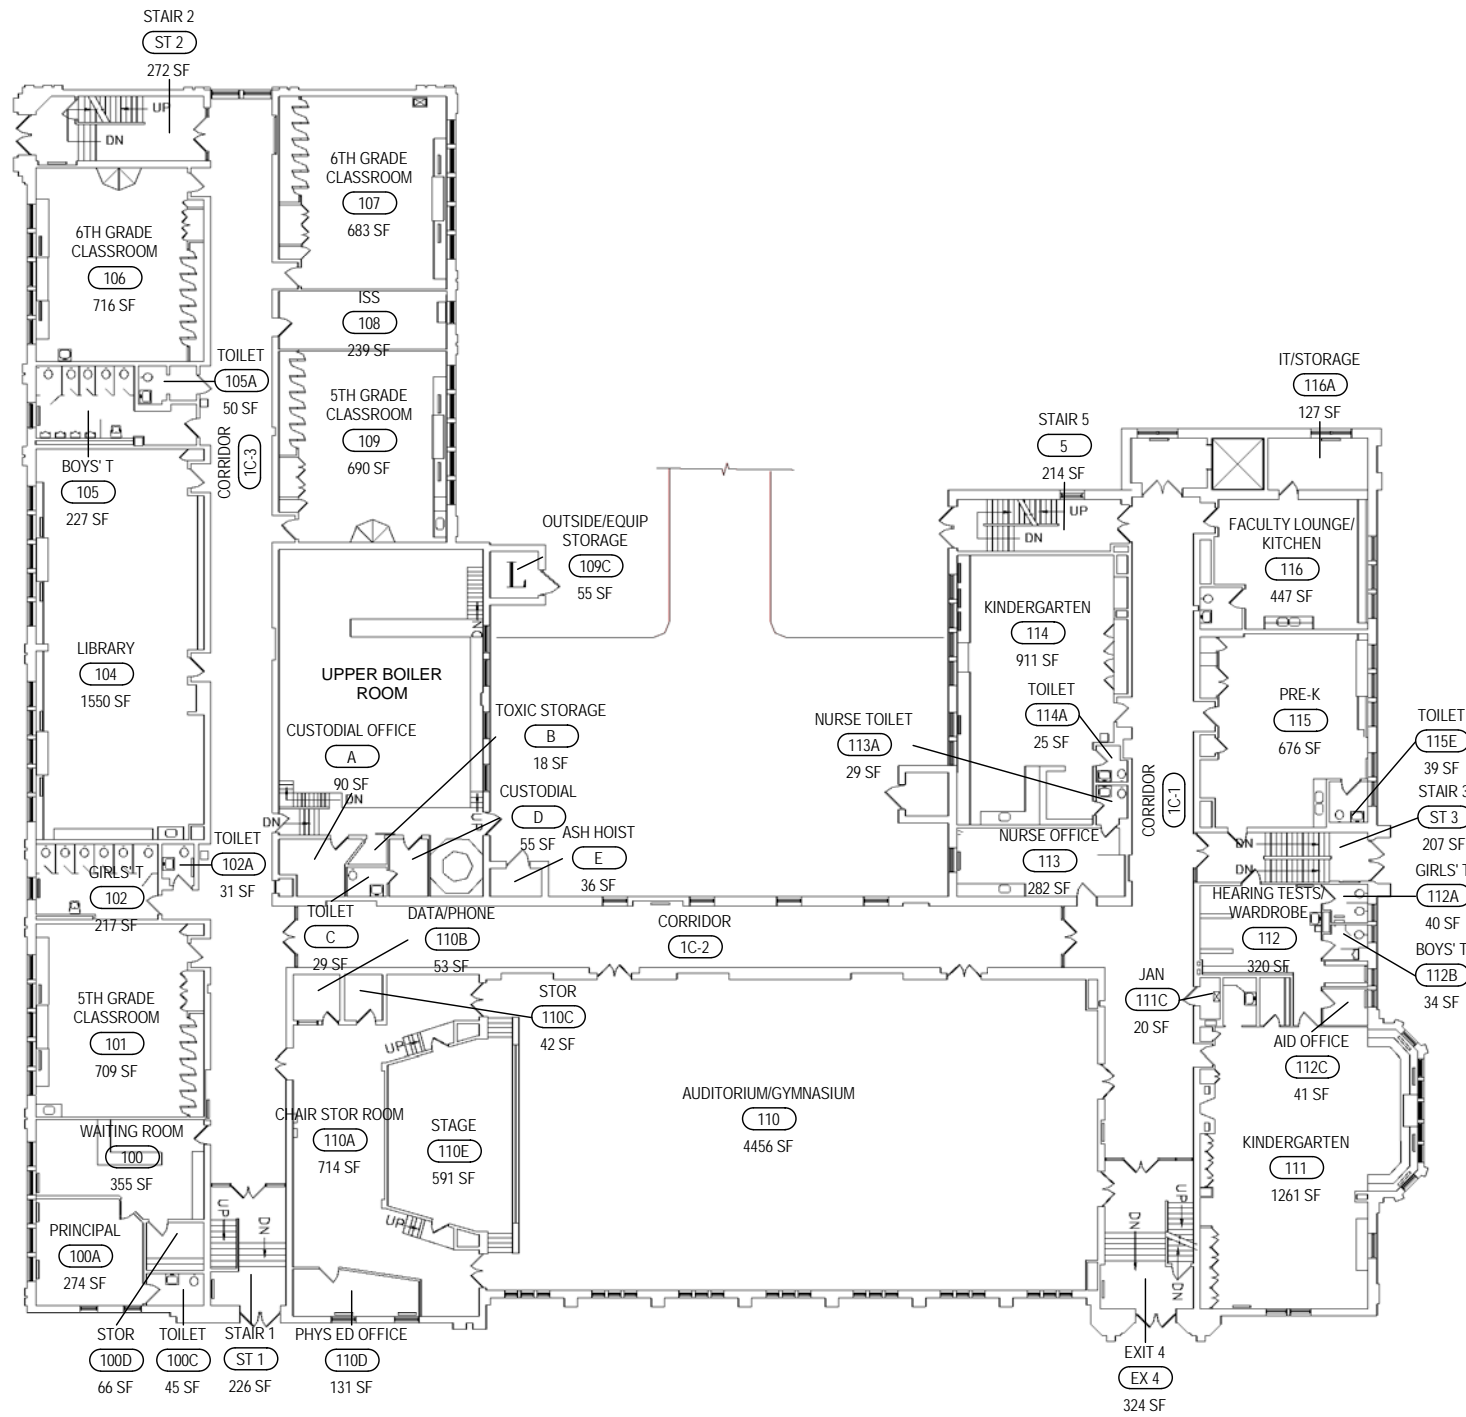 STAIR 2
ST 2
272 SF
UP
DN
6TH GRADE
CLASSROOM
107
683 SF
6TH GRADE
CLASSROOM
106
716 SF
ISS
108
239 SF
TOILET
105A
50 SF
5TH GRADE
CLASSROOM
109
690 SF
CORRIDOR
1C-3
BOYS' T
105
227 SF
IT/STORAGE
116A
127 SF
STAIR 5
5
214 SF
UP
DN
OUTSIDE/EQUIP
STORAGE
109C
55 SF
L
FACULTY LOUNGE/
KITCHEN
116
447 SF
KINDERGARTEN
114
911 SF
LIBRARY
104
1550 SF
DN
UPPER BOILER
ROOM
TOXIC STORAGE
B
18 SF
TOILET
114A
25 SF
PRE-K
115
676 SF
NURSE TOILET
113A
29 SF
TOILET
115E
39 SF
CUSTODIAL OFFICE
A
90 SF
DN
DN
UP
CUSTODIAL
D
55 SF
CORRIDOR
1C-1
STAIR 3
ST 3
207 SF
DN
DN
TOILET
102A
31 SF
ASH HOIST
E
36 SF
NURSE OFFICE
113
282 SF
GIRLS' T
102
217 SF
GIRLS' T
112A
40 SF
HEARING TESTS/
WARDROBE
112
320 SF
TOILET
C
29 SF
DATA/PHONE
110B
53 SF
CORRIDOR
1C-2
BOYS' T
112B
34 SF
JAN
111C
20 SF
STOR
110C
42 SF
5TH GRADE
CLASSROOM
101
709 SF
UP
AID OFFICE
112C
41 SF
AUDITORIUM/GYMNASIUM
110
4456 SF
CHAIR STOR ROOM
110A
714 SF
STAGE
110E
591 SF
WAITING ROOM
100
355 SF
KINDERGARTEN
111
1261 SF
UP
DN
UP
UP
DN
DN
PRINCIPAL
100A
274 SF
STOR
100D
66 SF
TOILET
100C
45 SF
STAIR 1
ST 1
226 SF
PHYS ED OFFICE
110D
131 SF
EXIT 4
EX 4
324 SF